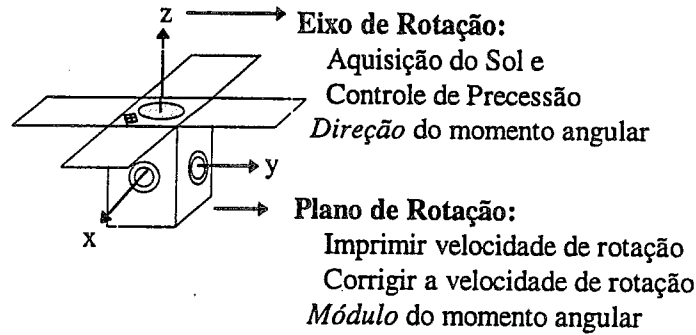 z
Eixo de Rotação:
Aquisição do Sol e
Controle de Precessão
Direção do momento angular
y
x
Plano de Rotação:
Imprimir velocidade de rotação
Corrigir a velocidade de rotação
Módulo do momento angular